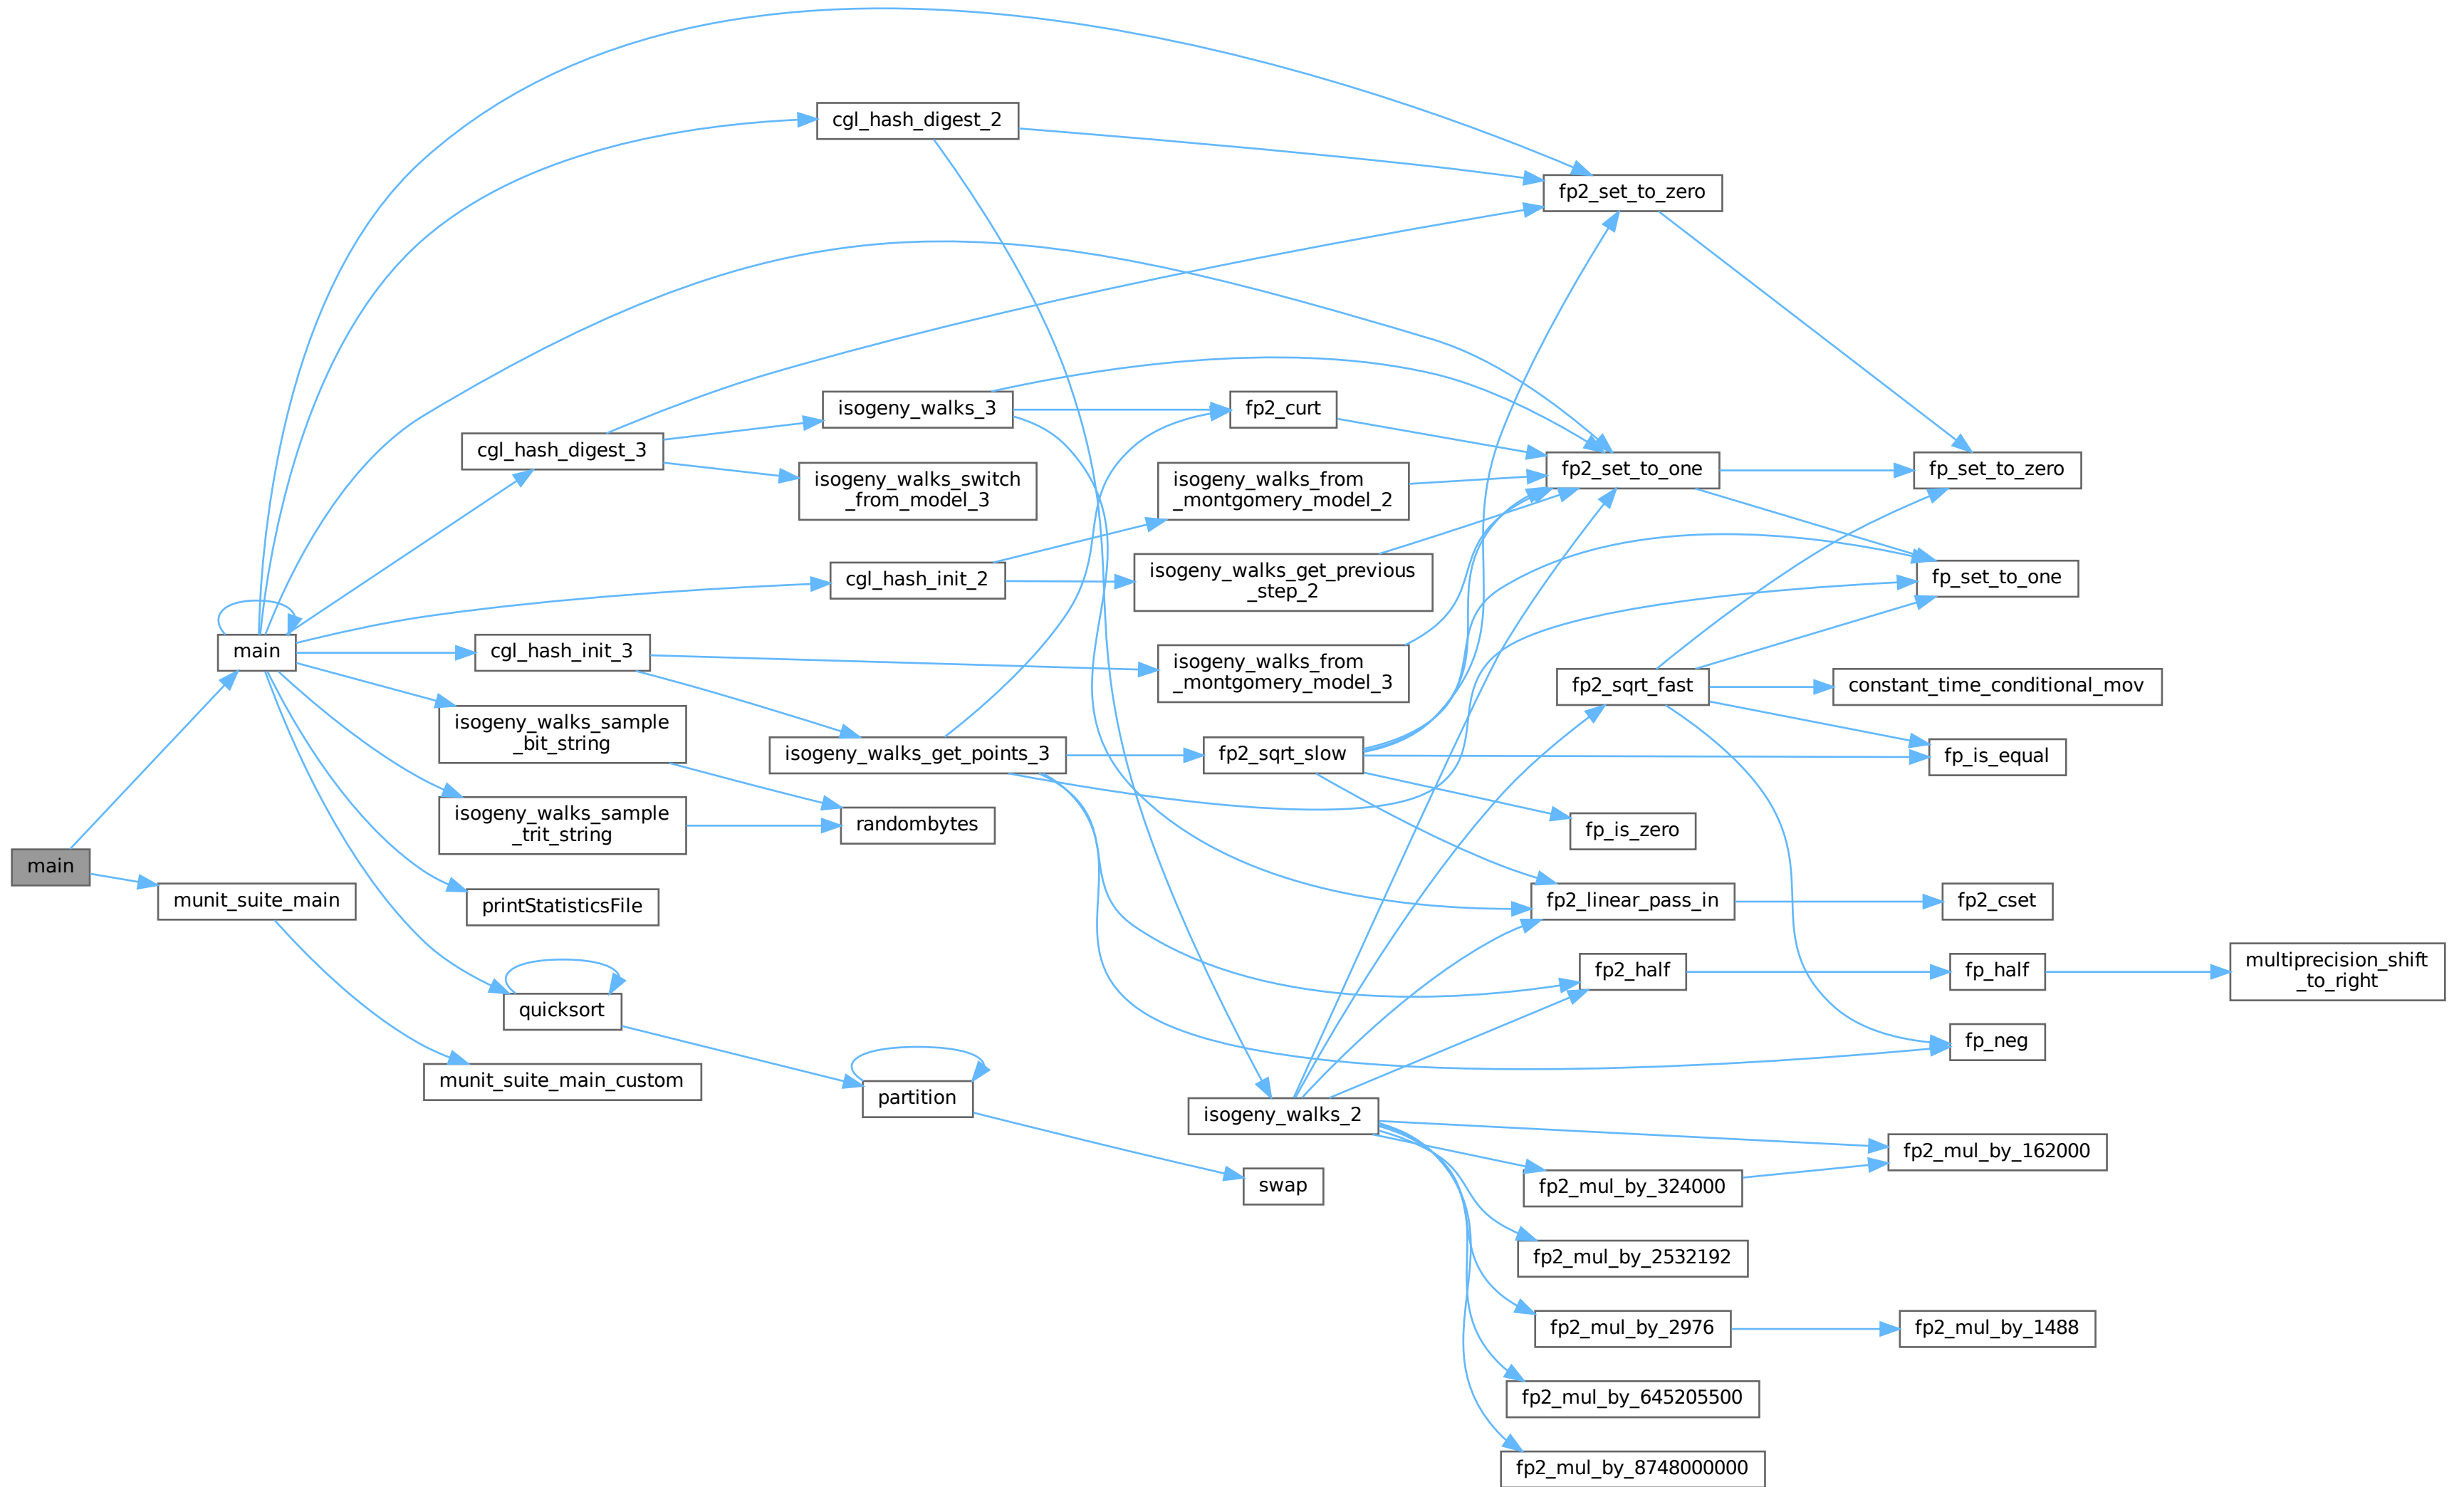 cgl_hash_digest_2
fp2_set_to_zero
isogeny_walks_3
fp2_curt
cgl_hash_digest_3
fp2_set_to_one
fp_set_to_zero
isogeny_walks_switch
_from_model_3
isogeny_walks_from
_montgomery_model_2
cgl_hash_init_2
isogeny_walks_get_previous
_step_2
fp_set_to_one
main
cgl_hash_init_3
isogeny_walks_from
_montgomery_model_3
fp2_sqrt_fast
constant_time_conditional_mov
isogeny_walks_sample
_bit_string
isogeny_walks_get_points_3
fp2_sqrt_slow
fp_is_equal
isogeny_walks_sample
_trit_string
randombytes
fp_is_zero
main
munit_suite_main
printStatisticsFile
fp2_linear_pass_in
fp2_cset
quicksort
fp2_half
fp_half
multiprecision_shift
_to_right
fp_neg
munit_suite_main_custom
partition
isogeny_walks_2
fp2_mul_by_162000
swap
fp2_mul_by_324000
fp2_mul_by_2532192
fp2_mul_by_2976
fp2_mul_by_1488
fp2_mul_by_645205500
fp2_mul_by_8748000000